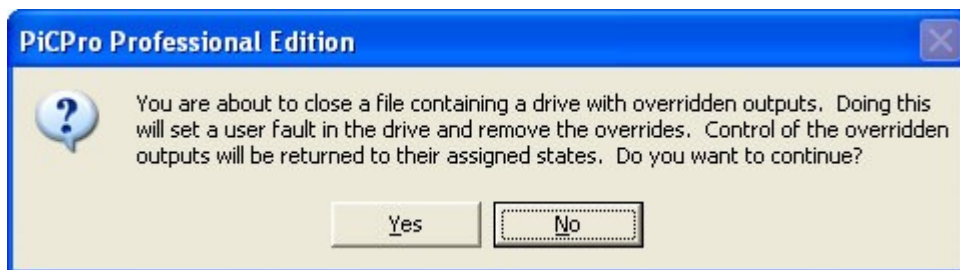 PiCPro Professional Edition
You are about to close a file containing a drive with overridden outputs.  Doing this
will set a user fault in the drive and remove the overrides.  Control of the overridden
outputs will be returned to their assigned states.  Do you want to continue?
Yes
No